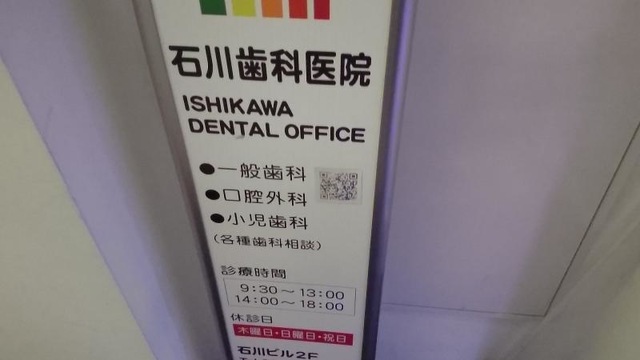 石川歯科医院
ISHIKAWA
DENTAL OFFICE
●一般歯科
●口腔外科
●小児歯科
(各種歯科相談)
診療時間
9:30～13:00
14:00～18:00
休診日
木曜日・日曜日・祝日
石川ビル2F